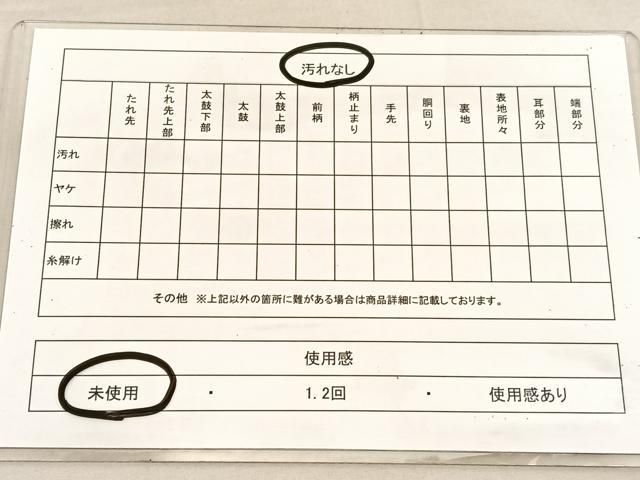 汚れなし
たれ先 たれ先上部 太鼓下部 太鼓 太鼓上部 前柄 柄止まり 手先 胴回り 裏地 表地所々 耳部分 端部分
汚れ
ヤケ
擦れ
糸解け
その他 ※上記以外の箇所に難がある場合は商品詳細に記載しております。
使用感
未使用 ・ 1.2回 ・ 使用感あり